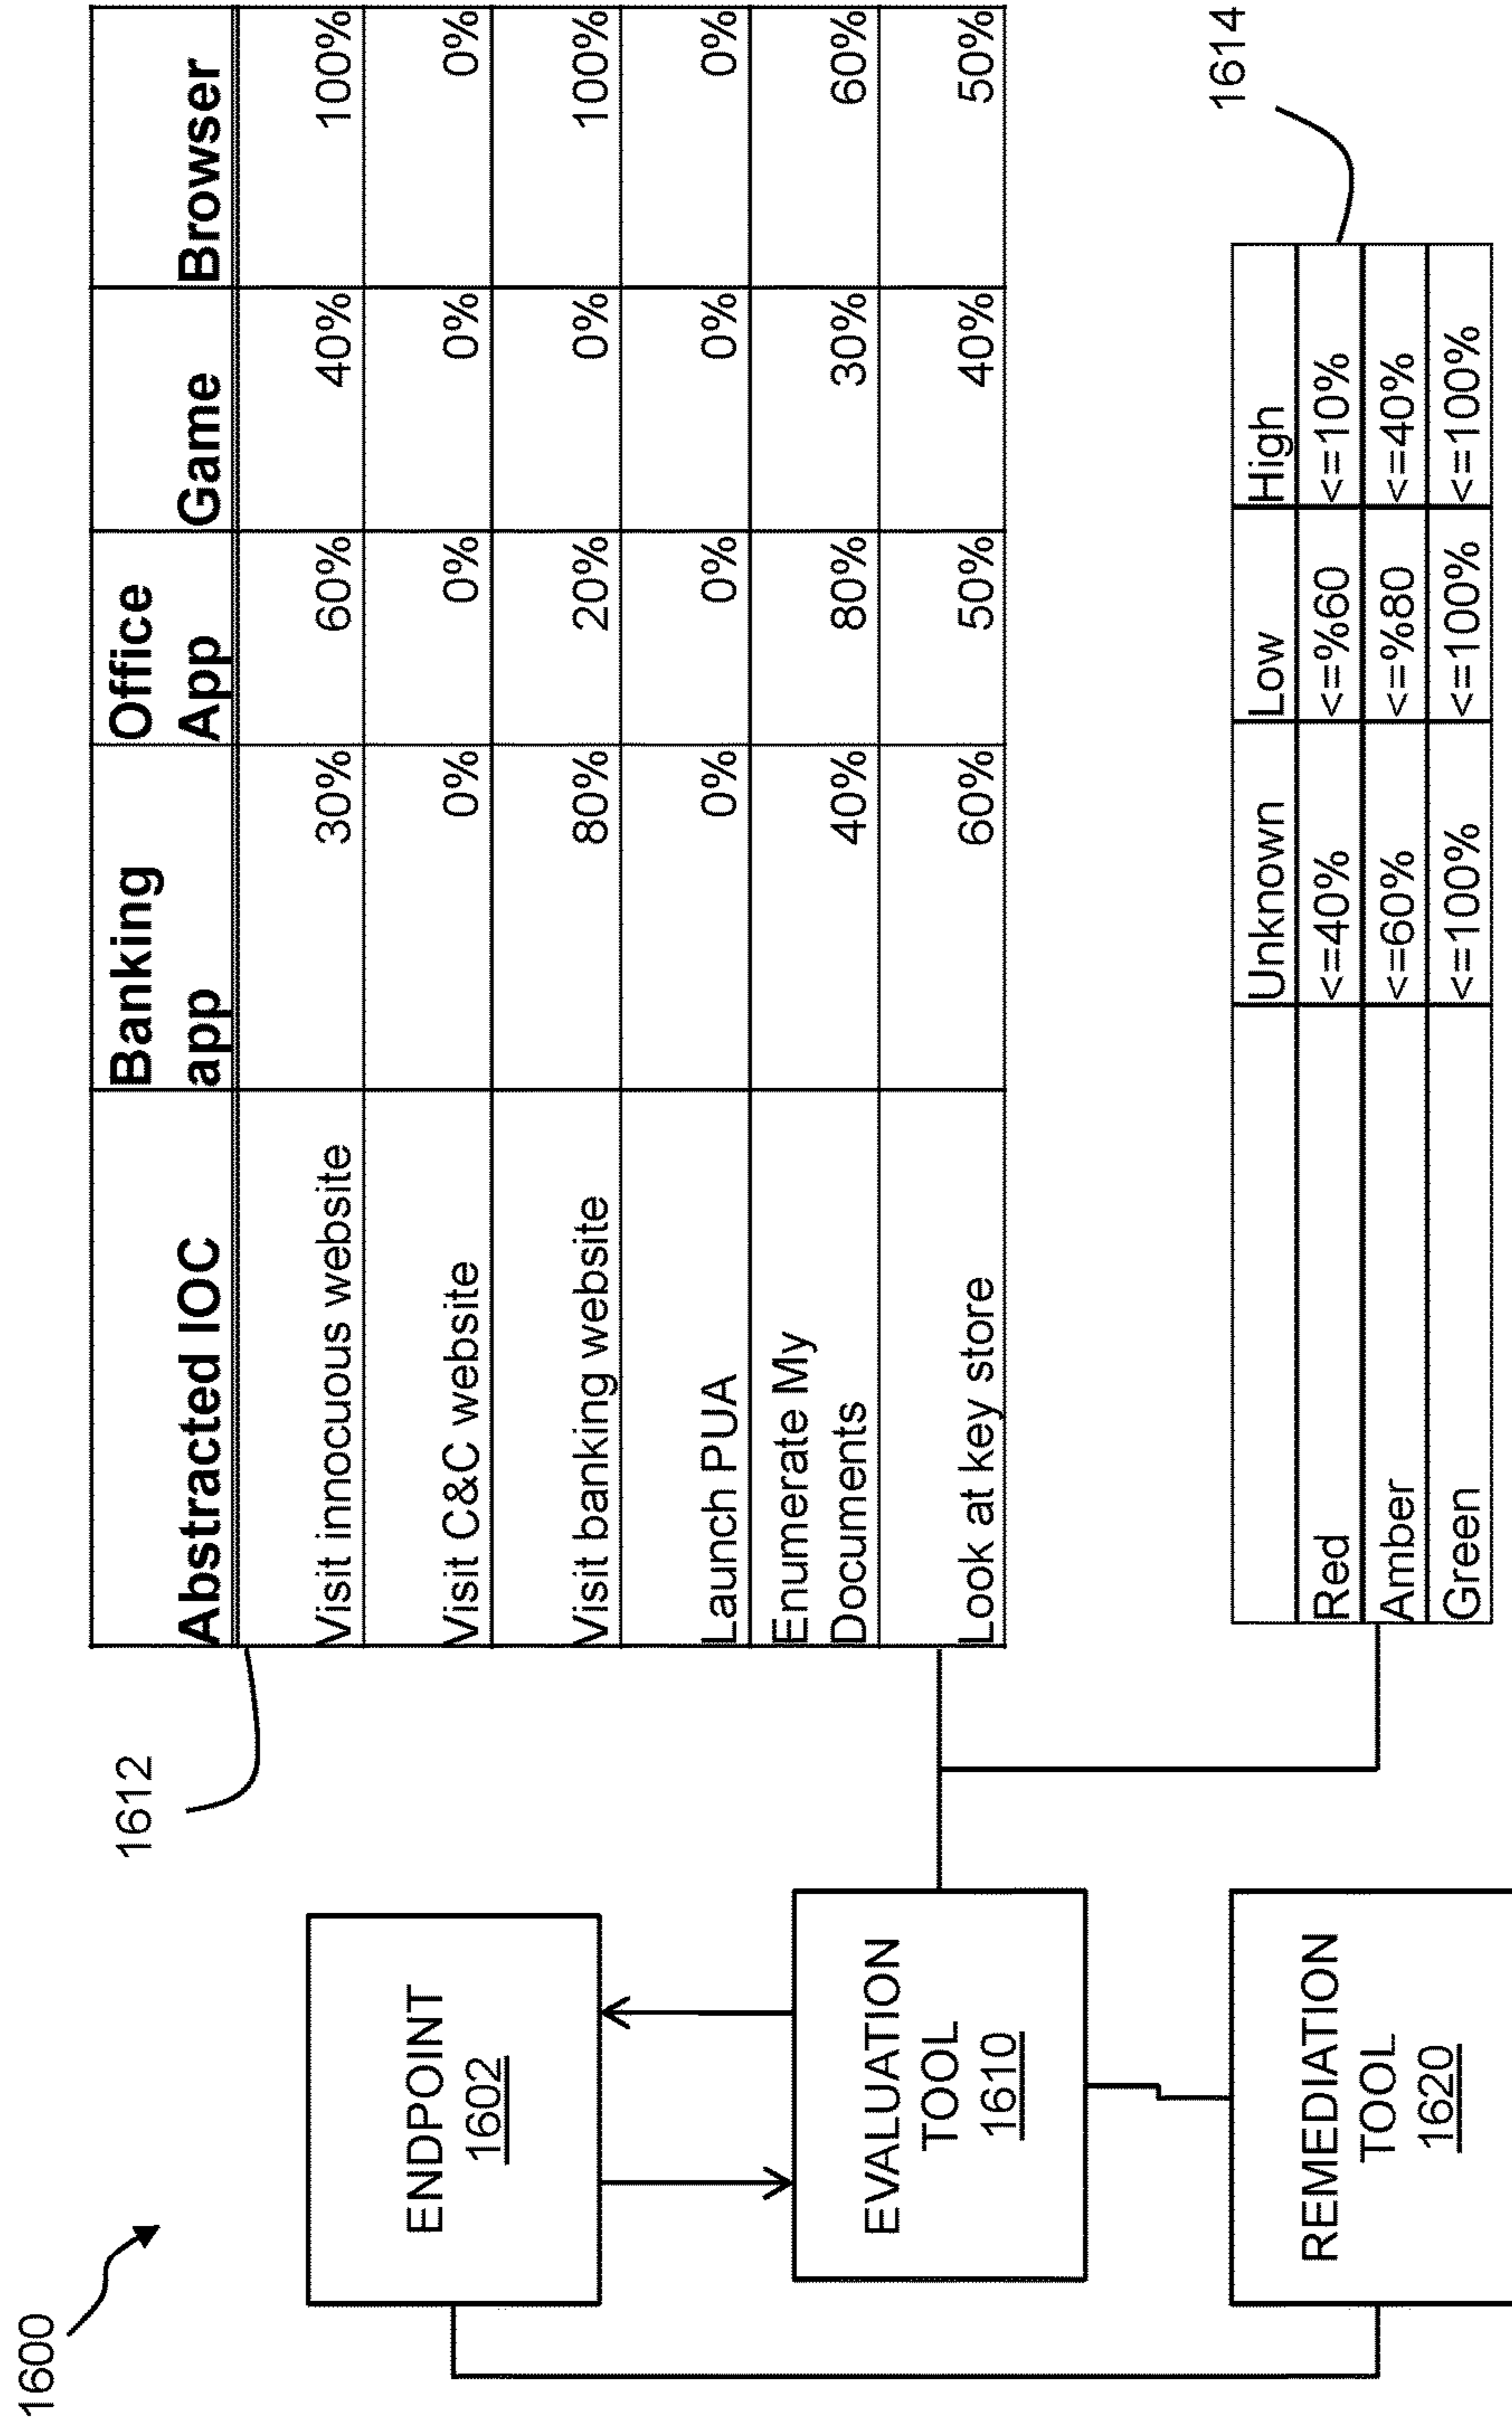 1600
ENDPOINT
1602
EVALUATION
TOOL
1610
REMEDIATION
TOOL
1620
1612
Abstracted IOC Banking app Office App Game Browser
Visit innocuous website 30% 60% 40% 100%
Visit C&C website 0% 0% 0% 0%
Visit banking website 80% 20% 0% 100%
Launch PUA 0% 0% 0% 0%
Enumerate My
Documents 40% 80% 30% 60%
Look at key store 60% 50% 40% 50%
1614
Unknown Low High
Red <=40% <=%60 <=10%
Amber <=60% <=%80 <=40%
Green <=100% <=100% <=100%